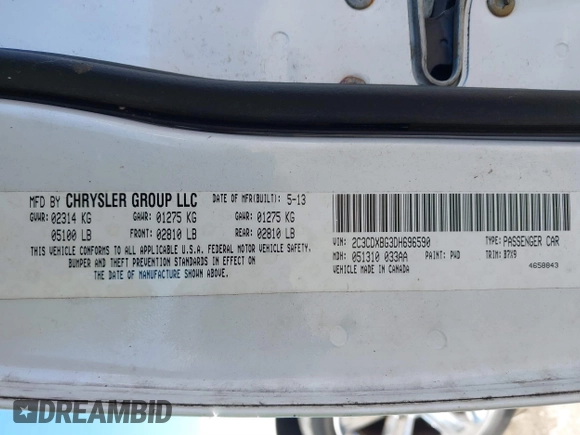 MFD BY CHRYSLER GROUP LLC DATE OF MFR(BUILT): 5-13
GVWR: 02314 KG GAWR: 01275 KG GAWR: 01275 KG
05100 LB FRONT: 02810 LB REAR: 02810 LB
THIS VEHICLE CONFORMS TO ALL APPLICABLE U.S.A. FEDERAL MOTOR VEHICLE SAFETY,
BUMPER AND THEFT PREVENTION STANDARDS IN EFFECT ON
THE DATE OF MANUFACTURE SHOWN ABOVE.
VIN: 2C3CDXBG3DH696590 TYPE: PASSENGER CAR
MDH: 051310 033AA PAINT: PWD TRIM: B7X9
VEHICLE MADE IN CANADA 4658843
DREAMBID